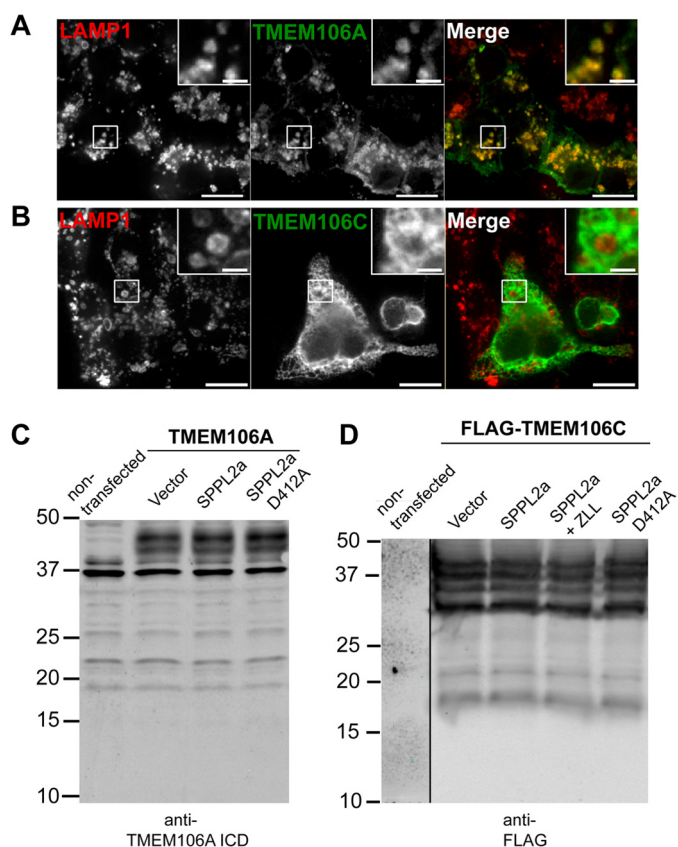 A
LAMP1 TMEM106A Merge
B
LAMP1 TMEM106C Merge
C
TMEM106A
non-
transfected
Vector
SPPL2a
SPPL2a
D412A
50
37
25
20
15
10
anti-
TMEM106A ICD
D
FLAG-TMEM106C
non-
transfected
Vector
SPPL2a
SPPL2a
+ ZLL
SPPL2a
D412A
50
37
25
20
15
10
anti-
FLAG